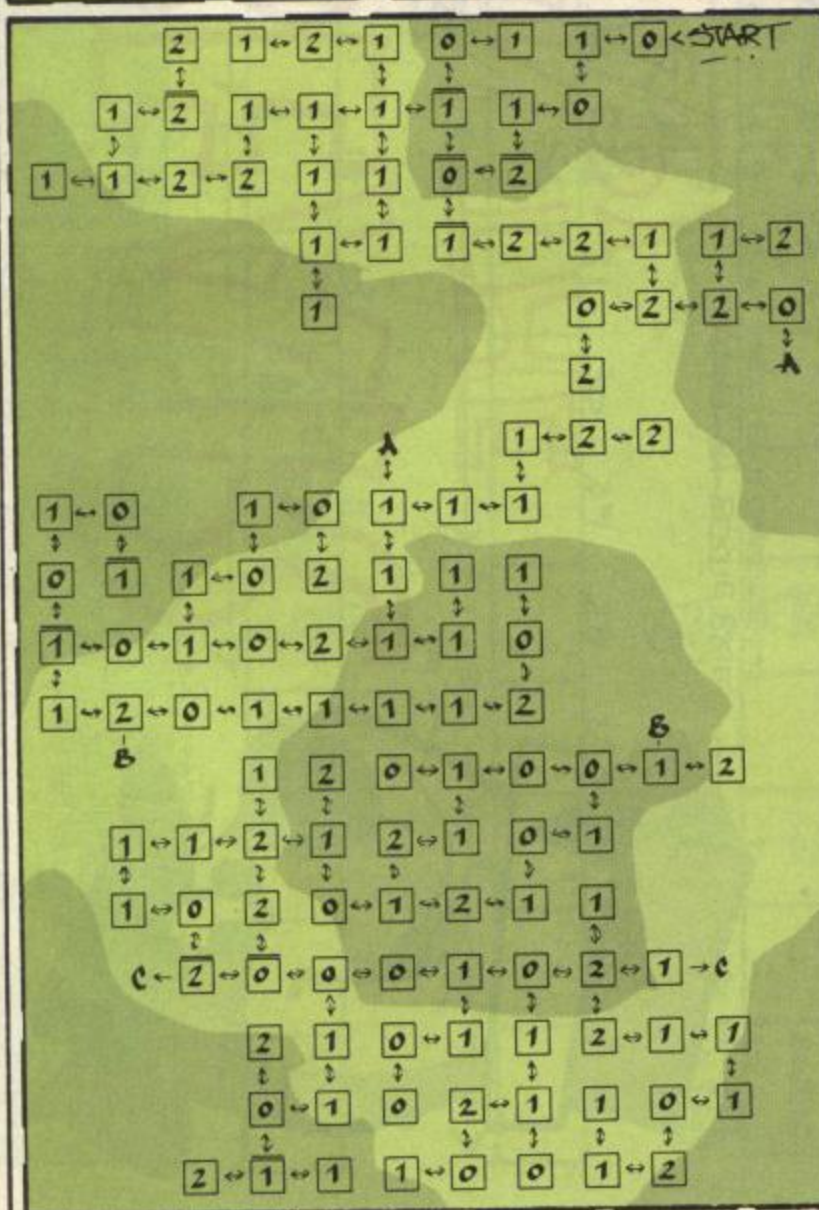 2 1 ↔ 2 ↔ 1 0 ↔ 1 1 ↔ 0 < START
1 ↔ 2 1 ↔ 1 ↔ 1 ↔ 1 1 ↔ 0
1 ↔ 1 ↔ 2 ↔ 2 1 1 0 ↔ 2
1 ↔ 1 1 ↔ 2 ↔ 2 ↔ 1 1 ↔ 2
1 0 ↔ 2 ↔ 2 ↔ 0
2 A
A 1 ↔ 2 ↔ 2
1 ↔ 0 1 ↔ 0 1 ↔ 1 ↔ 1
0 1 1 ↔ 0 2 1 1 1
1 ↔ 0 ↔ 1 ↔ 0 ↔ 2 ↔ 1 ↔ 1 0
1 ↔ 2 ↔ 0 ↔ 1 ↔ 1 ↔ 1 ↔ 1 ↔ 2
B B
1 2 0 ↔ 1 ↔ 0 ↔ 0 ↔ 1 ↔ 2
1 ↔ 1 ↔ 2 ↔ 1 2 ↔ 1 0 ↔ 1
1 ↔ 0 2 0 ↔ 1 ↔ 2 ↔ 1 1
C ← 2 ↔ 0 ↔ 0 ↔ 0 ↔ 1 ↔ 0 ↔ 2 ↔ 1 → C
2 1 0 ↔ 1 1 2 ↔ 1 ↔ 1
0 ↔ 1 0 2 ↔ 1 1 0 ↔ 1
2 ↔ 1 ↔ 1 1 ↔ 0 0 1 ↔ 2